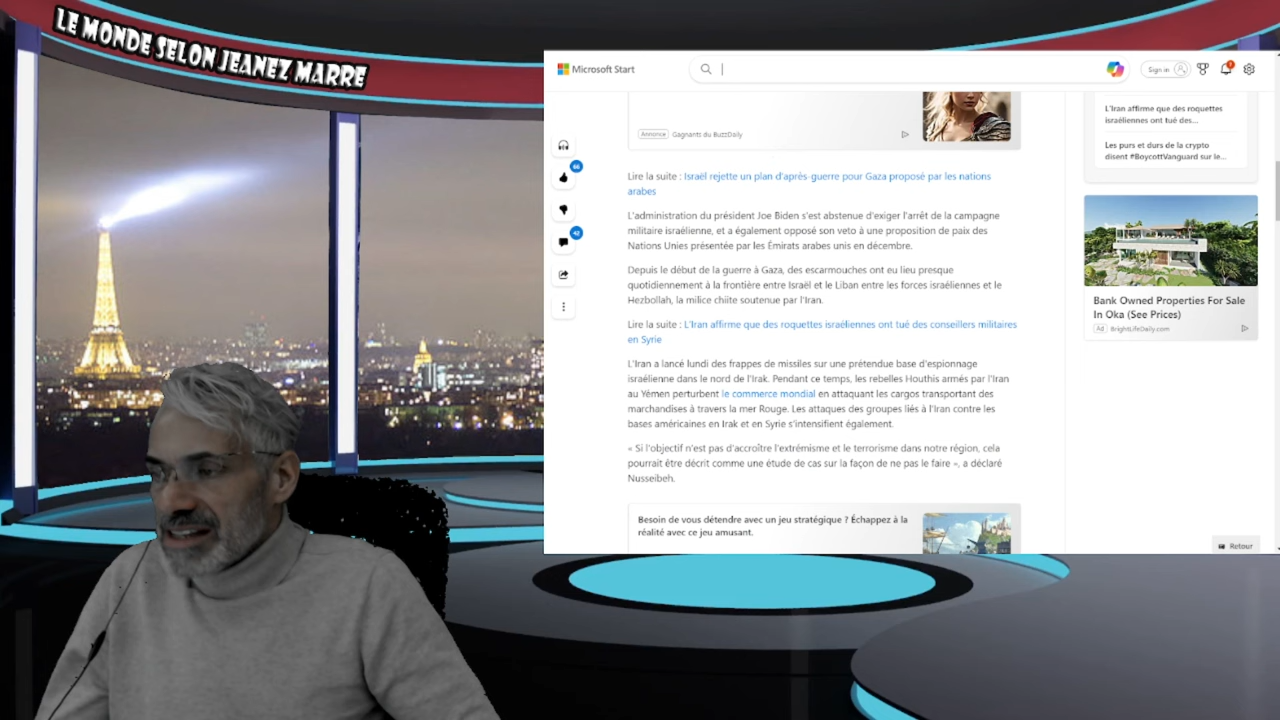 LE MONDE SELON JEANEZ MARRE
Microsoft Start
Sign in
Annonce Gagnants du BuzzDaily
66
42
Lire la suite : Israël rejette un plan d'après-guerre pour Gaza proposé par les nations
arabes
L'administration du président Joe Biden s'est abstenue d'exiger l'arrêt de la campagne
militaire israélienne, et a également opposé son veto à une proposition de paix des
Nations Unies présentée par les Émirats arabes unis en décembre.
Depuis le début de la guerre à Gaza, des escarmouches ont eu lieu presque
quotidiennement à la frontière entre Israël et le Liban entre les forces israéliennes et le
Hezbollah, la milice chiite soutenue par l'Iran.
Lire la suite : L'Iran affirme que des roquettes israéliennes ont tué des conseillers militaires
en Syrie
L'Iran a lancé lundi des frappes de missiles sur une prétendue base d'espionnage
israélienne dans le nord de l'Irak. Pendant ce temps, les rebelles Houthis armés par l'Iran
au Yémen perturbent le commerce mondial en attaquant les cargos transportant des
marchandises à travers la mer Rouge. Les attaques des groupes liés à l'Iran contre les
bases américaines en Irak et en Syrie s'intensifient également.
« Si l'objectif n'est pas d'accroître l'extrémisme et le terrorisme dans notre région, cela
pourrait être décrit comme une étude de cas sur la façon de ne pas le faire », a déclaré
Nusseibeh.
Besoin de vous détendre avec un jeu stratégique ? Échappez à la
réalité avec ce jeu amusant.
L'Iran affirme que des roquettes
israéliennes ont tué des...
Les purs et durs de la crypto
disent #BoycottVanguard sur le...
Bank Owned Properties For Sale
In Oka (See Prices)
Ad BrightLifeDaily.com
Retour